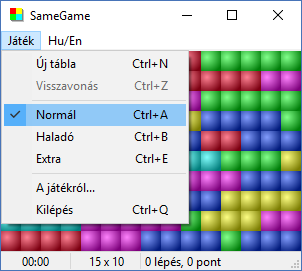 SameGame
Játék Hu/En
Új tábla Ctrl+N
Visszavonás Ctrl+Z
Normál Ctrl+A
Haladó Ctrl+B
Extra Ctrl+E
A játékról...
Kilépés Ctrl+Q
00:00 15 x 10 0 lépés, 0 pont